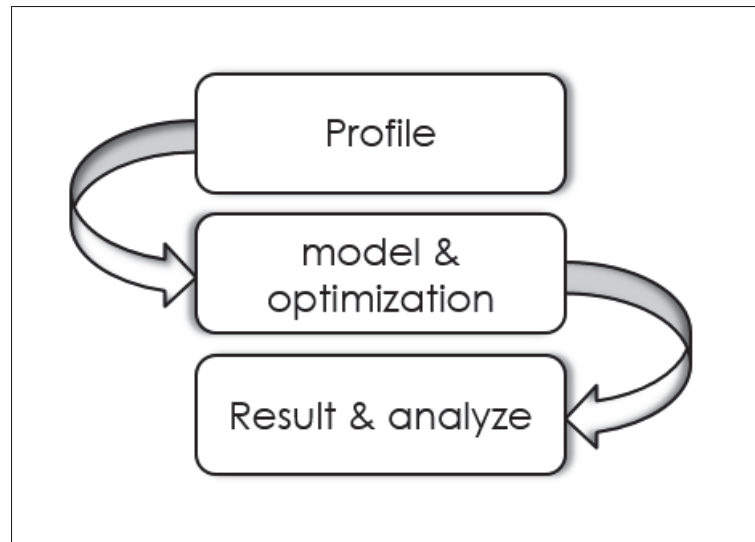 Profile
model &
optimization
Result & analyze